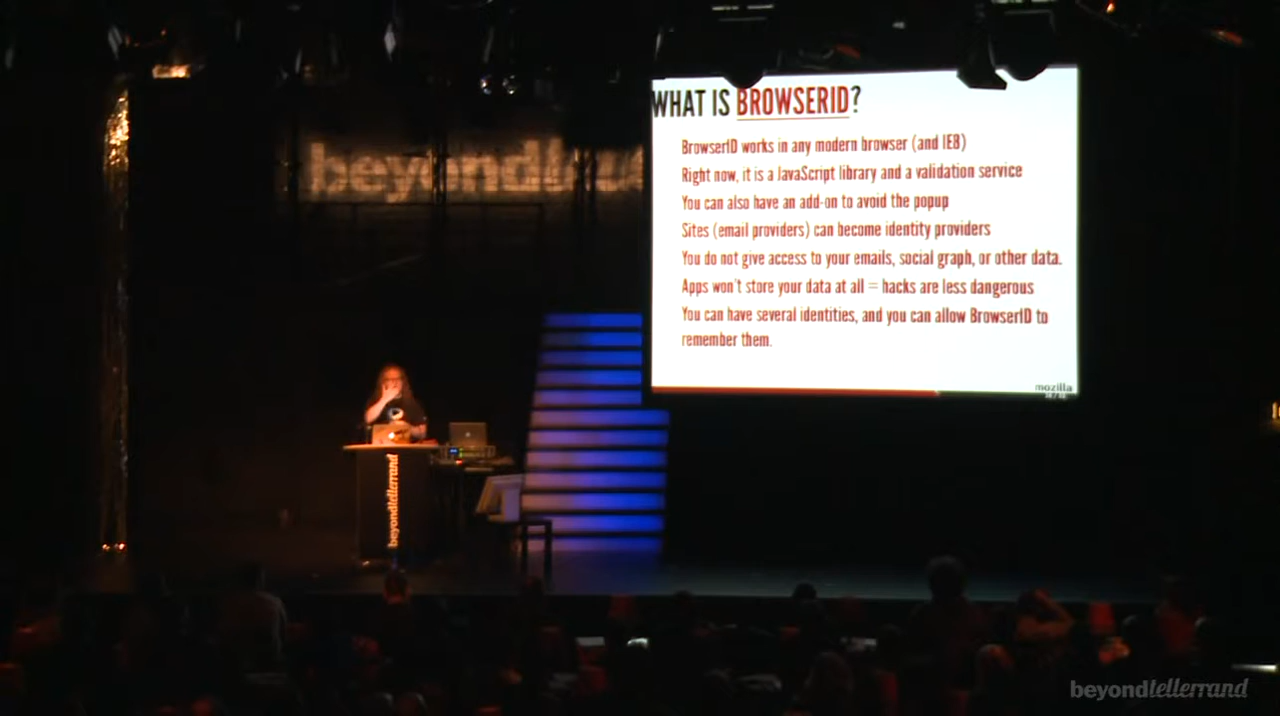 WHAT IS BROWSERID?
BrowserID works in any modern browser (and IE8)
Right now, it is a JavaScript library and a validation service
You can also have an add-on to avoid the popup
Sites (email providers) can become identity providers
You do not give access to your emails, social graph, or other data.
Apps won't store your data at all = hacks are less dangerous
You can have several identities, and you can allow BrowserID to
remember them.
mozilla
beyond
beyondtellerrand
beyondtellerrand